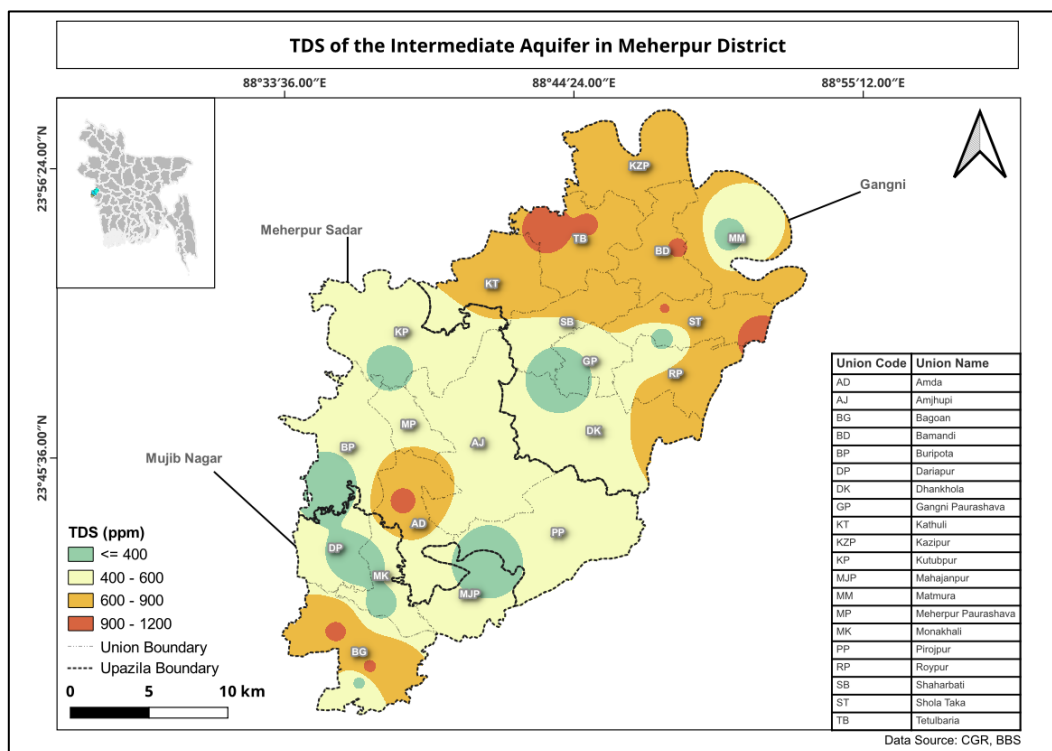 TDS of the Intermediate Aquifer in Meherpur District
88°33′36.00″E 88°44′24.00″E 88°55′12.00″E
23°56′24.00″N
23°45′36.00″N
Gangni
Meherpur Sadar
Mujib Nagar
KZP
TB
BD
MM
KT
SB
ST
KP
GP
RP
MP
AJ
DK
BP
AD
PP
DP
MK
MJP
BG
TDS (ppm)
<= 400
400 - 600
600 - 900
900 - 1200
Union Boundary
Upazila Boundary
0 5 10 km
Union Code Union Name
AD Amda
AJ Amjhupi
BG Bagoan
BD Bamandi
BP Buripota
DP Dariapur
DK Dhankhola
GP Gangni Paurashava
KT Kathuli
KZP Kazipur
KP Kutubpur
MJP Mahajanpur
MM Matmura
MP Meherpur Paurashava
MK Monakhali
PP Pirojpur
RP Roypur
SB Shaharbati
ST Shola Taka
TB Tetulbaria
Data Source: CGR, BBS